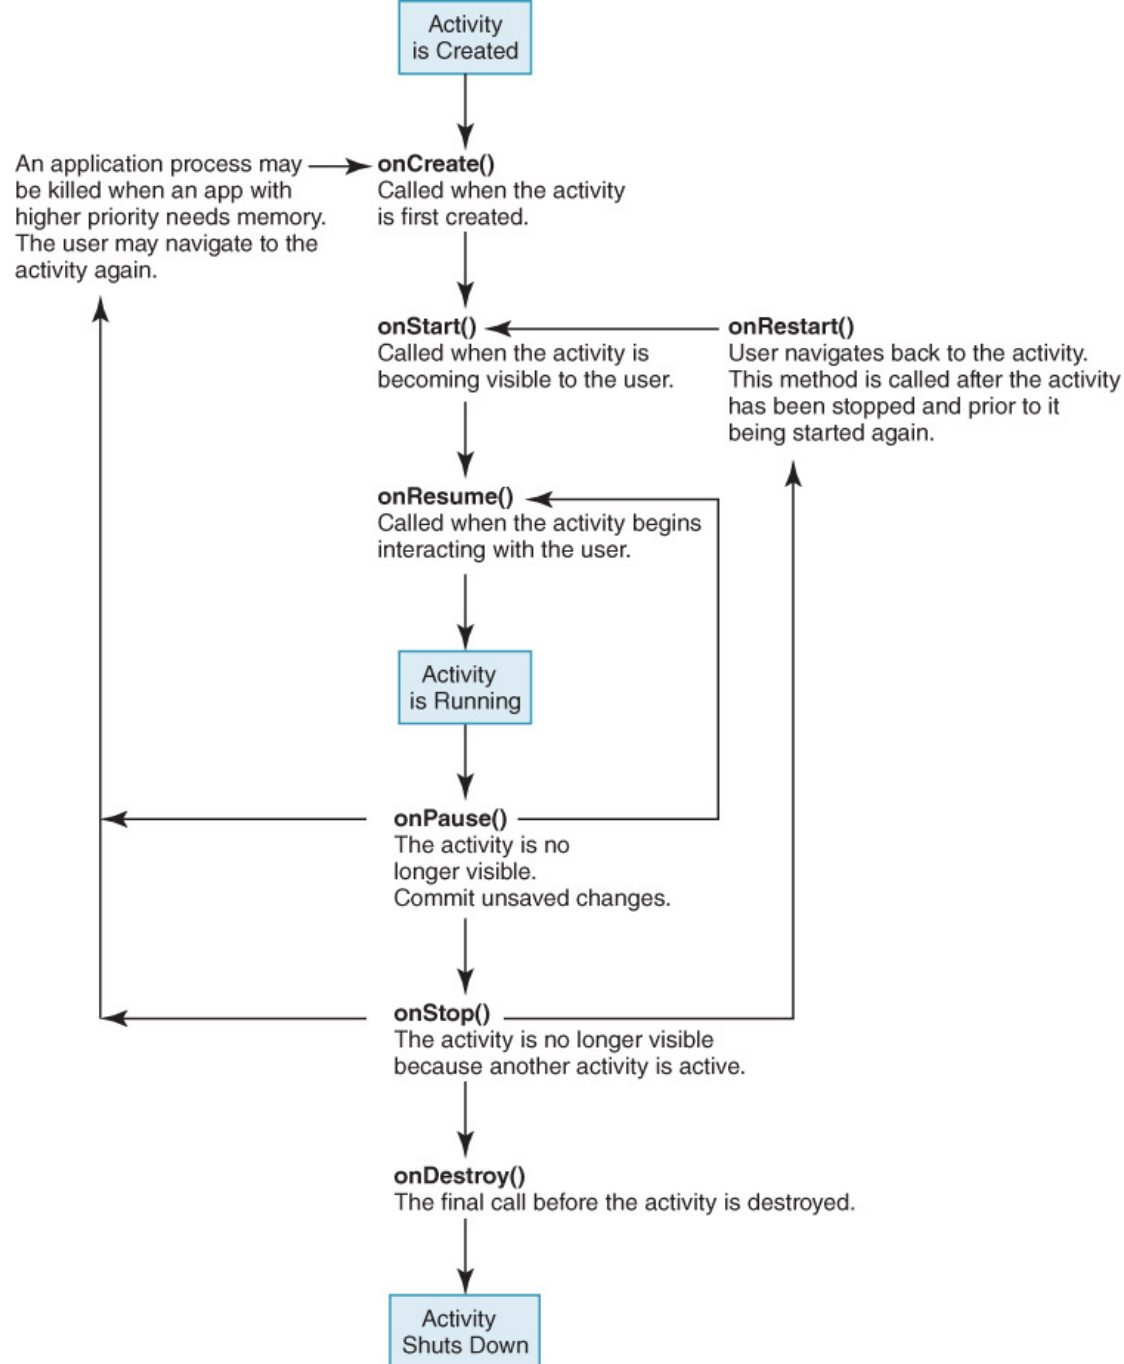 Activity
is Created
An application process may
be killed when an app with
higher priority needs memory.
The user may navigate to the
activity again.
onCreate()
Called when the activity
is first created.
onStart()
Called when the activity is
becoming visible to the user.
onRestart()
User navigates back to the activity.
This method is called after the activity
has been stopped and prior to it
being started again.
onResume()
Called when the activity begins
interacting with the user.
Activity
is Running
onPause()
The activity is no
longer visible.
Commit unsaved changes.
onStop()
The activity is no longer visible
because another activity is active.
onDestroy()
The final call before the activity is destroyed.
Activity
Shuts Down